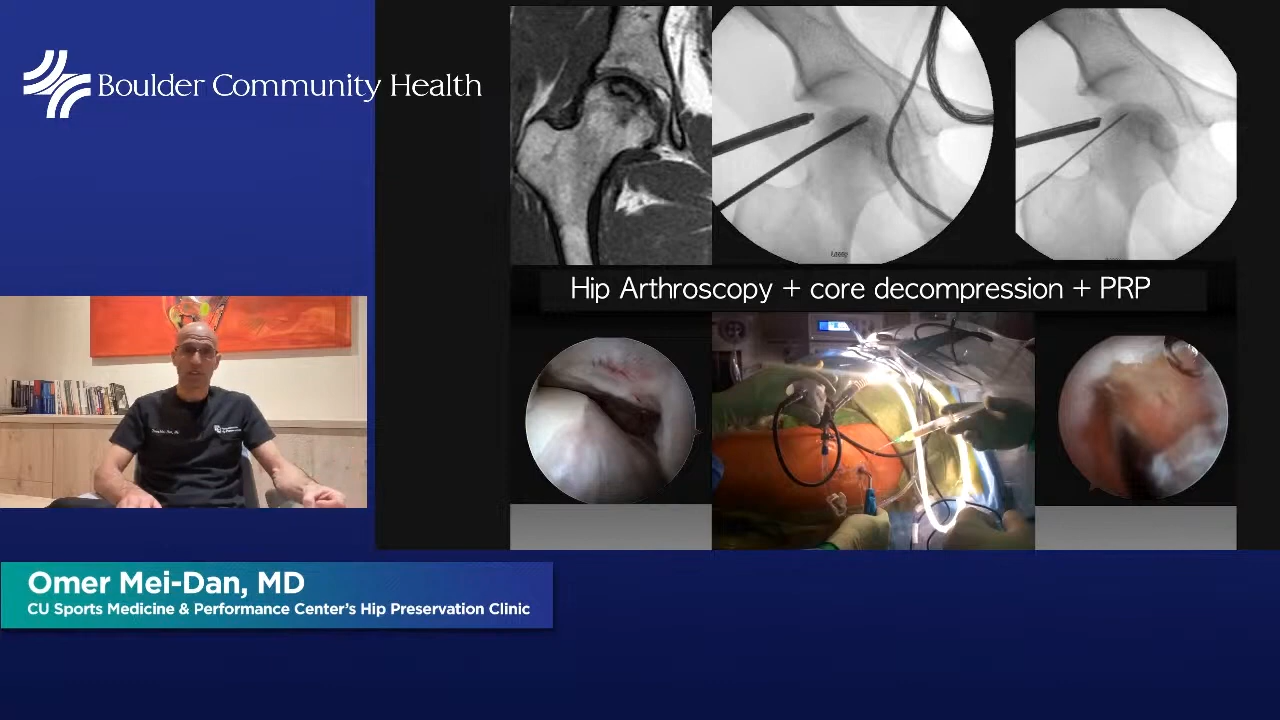 Boulder Community Health
Hip Arthroscopy + core decompression + PRP
Omer Mei-Dan, MD
CU Sports Medicine & Performance Center's Hip Preservation Clinic